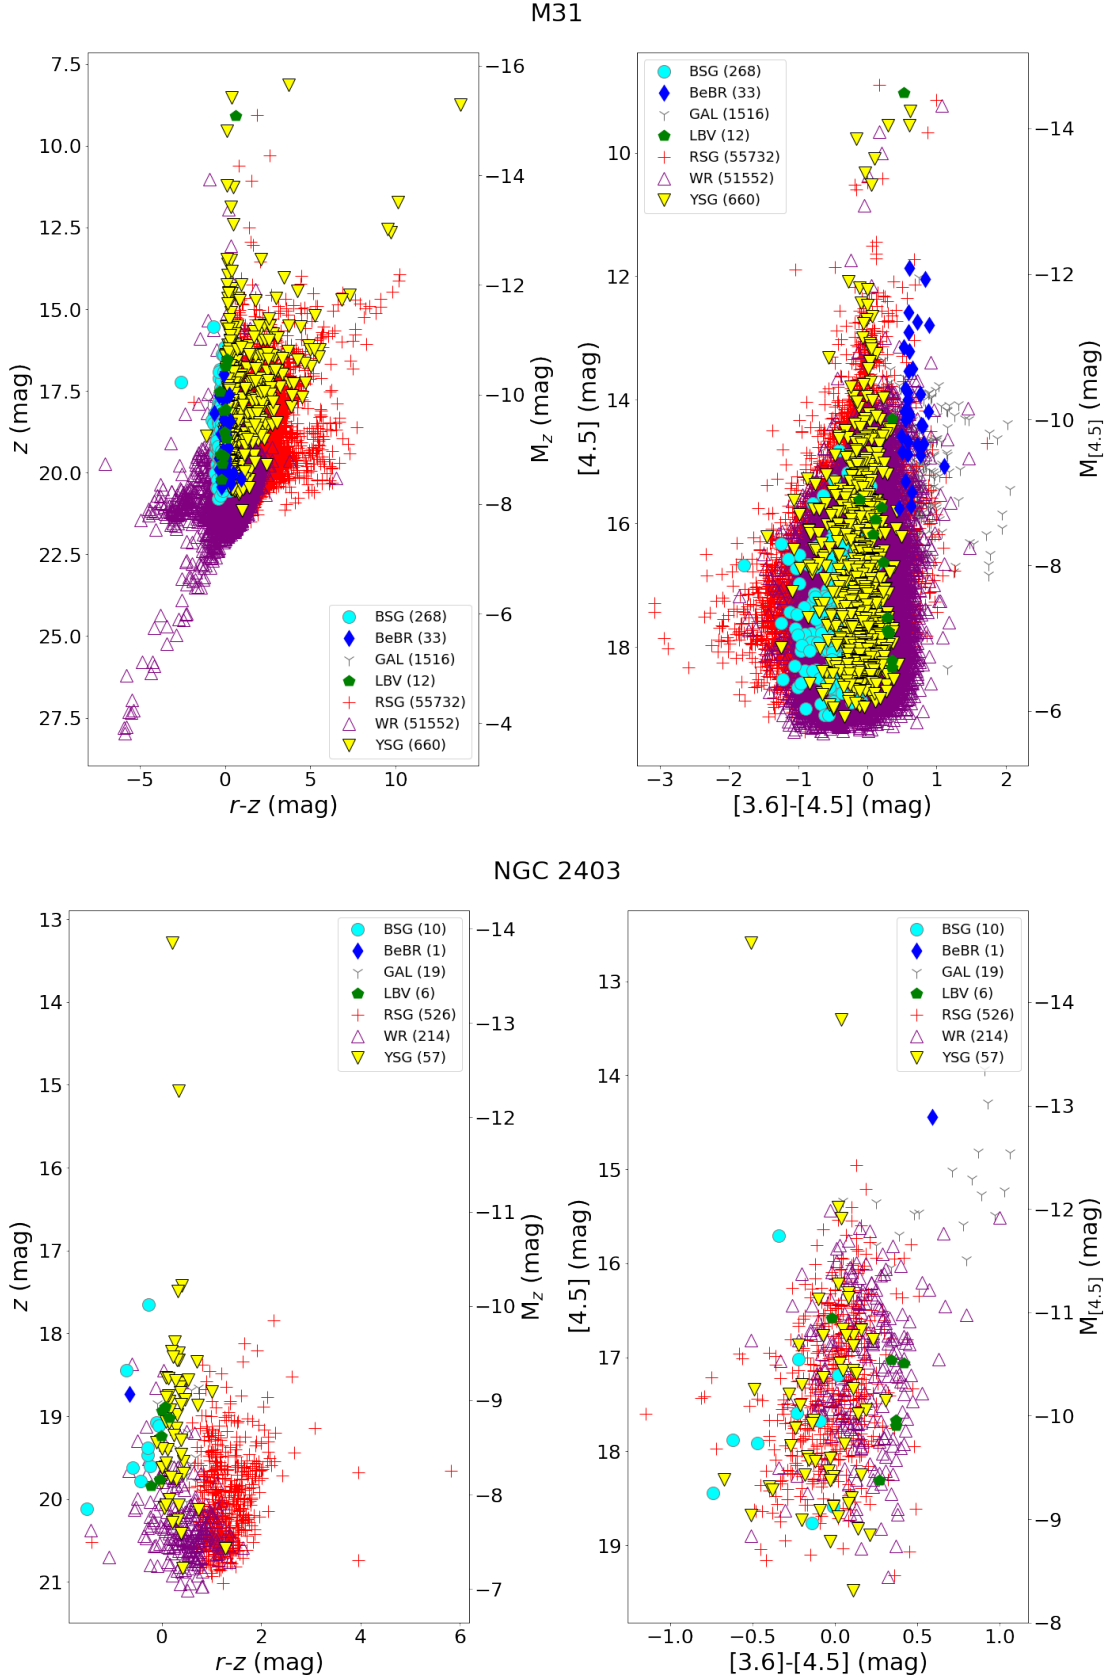 M31
7.5
10.0
12.5
15.0
17.5
20.0
22.5
25.0
27.5
z (mag)
−16
−14
−12
−10
−8
−6
−4
M_z (mag)
−5
0
5
10
r-z (mag)
BSG (268)
BeBR (33)
GAL (1516)
LBV (12)
RSG (55732)
WR (51552)
YSG (660)
10
12
14
16
18
[4.5] (mag)
−14
−12
−10
−8
−6
M_[4.5] (mag)
−3
−2
−1
0
1
2
[3.6]-[4.5] (mag)
BSG (268)
BeBR (33)
GAL (1516)
LBV (12)
RSG (55732)
WR (51552)
YSG (660)
NGC 2403
13
14
15
16
17
18
19
20
21
z (mag)
−14
−13
−12
−11
−10
−9
−8
−7
M_z (mag)
0
2
4
6
r-z (mag)
BSG (10)
BeBR (1)
GAL (19)
LBV (6)
RSG (526)
WR (214)
YSG (57)
13
14
15
16
17
18
19
[4.5] (mag)
−14
−13
−12
−11
−10
−9
−8
M_[4.5] (mag)
−1.0
−0.5
0.0
0.5
1.0
[3.6]-[4.5] (mag)
BSG (10)
BeBR (1)
GAL (19)
LBV (6)
RSG (526)
WR (214)
YSG (57)